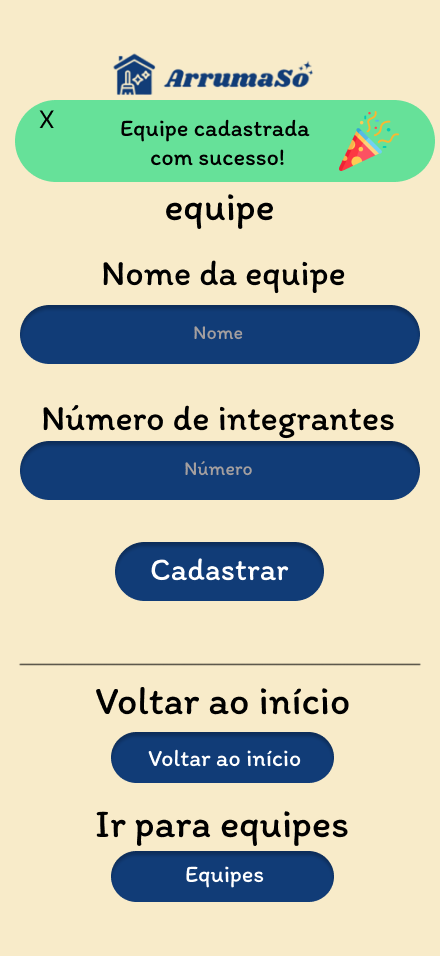 ArrumaSó
X
Equipe cadastrada
com sucesso!
equipe
Nome da equipe
Nome
Número de integrantes
Número
Cadastrar
Voltar ao início
Voltar ao início
Ir para equipes
Equipes